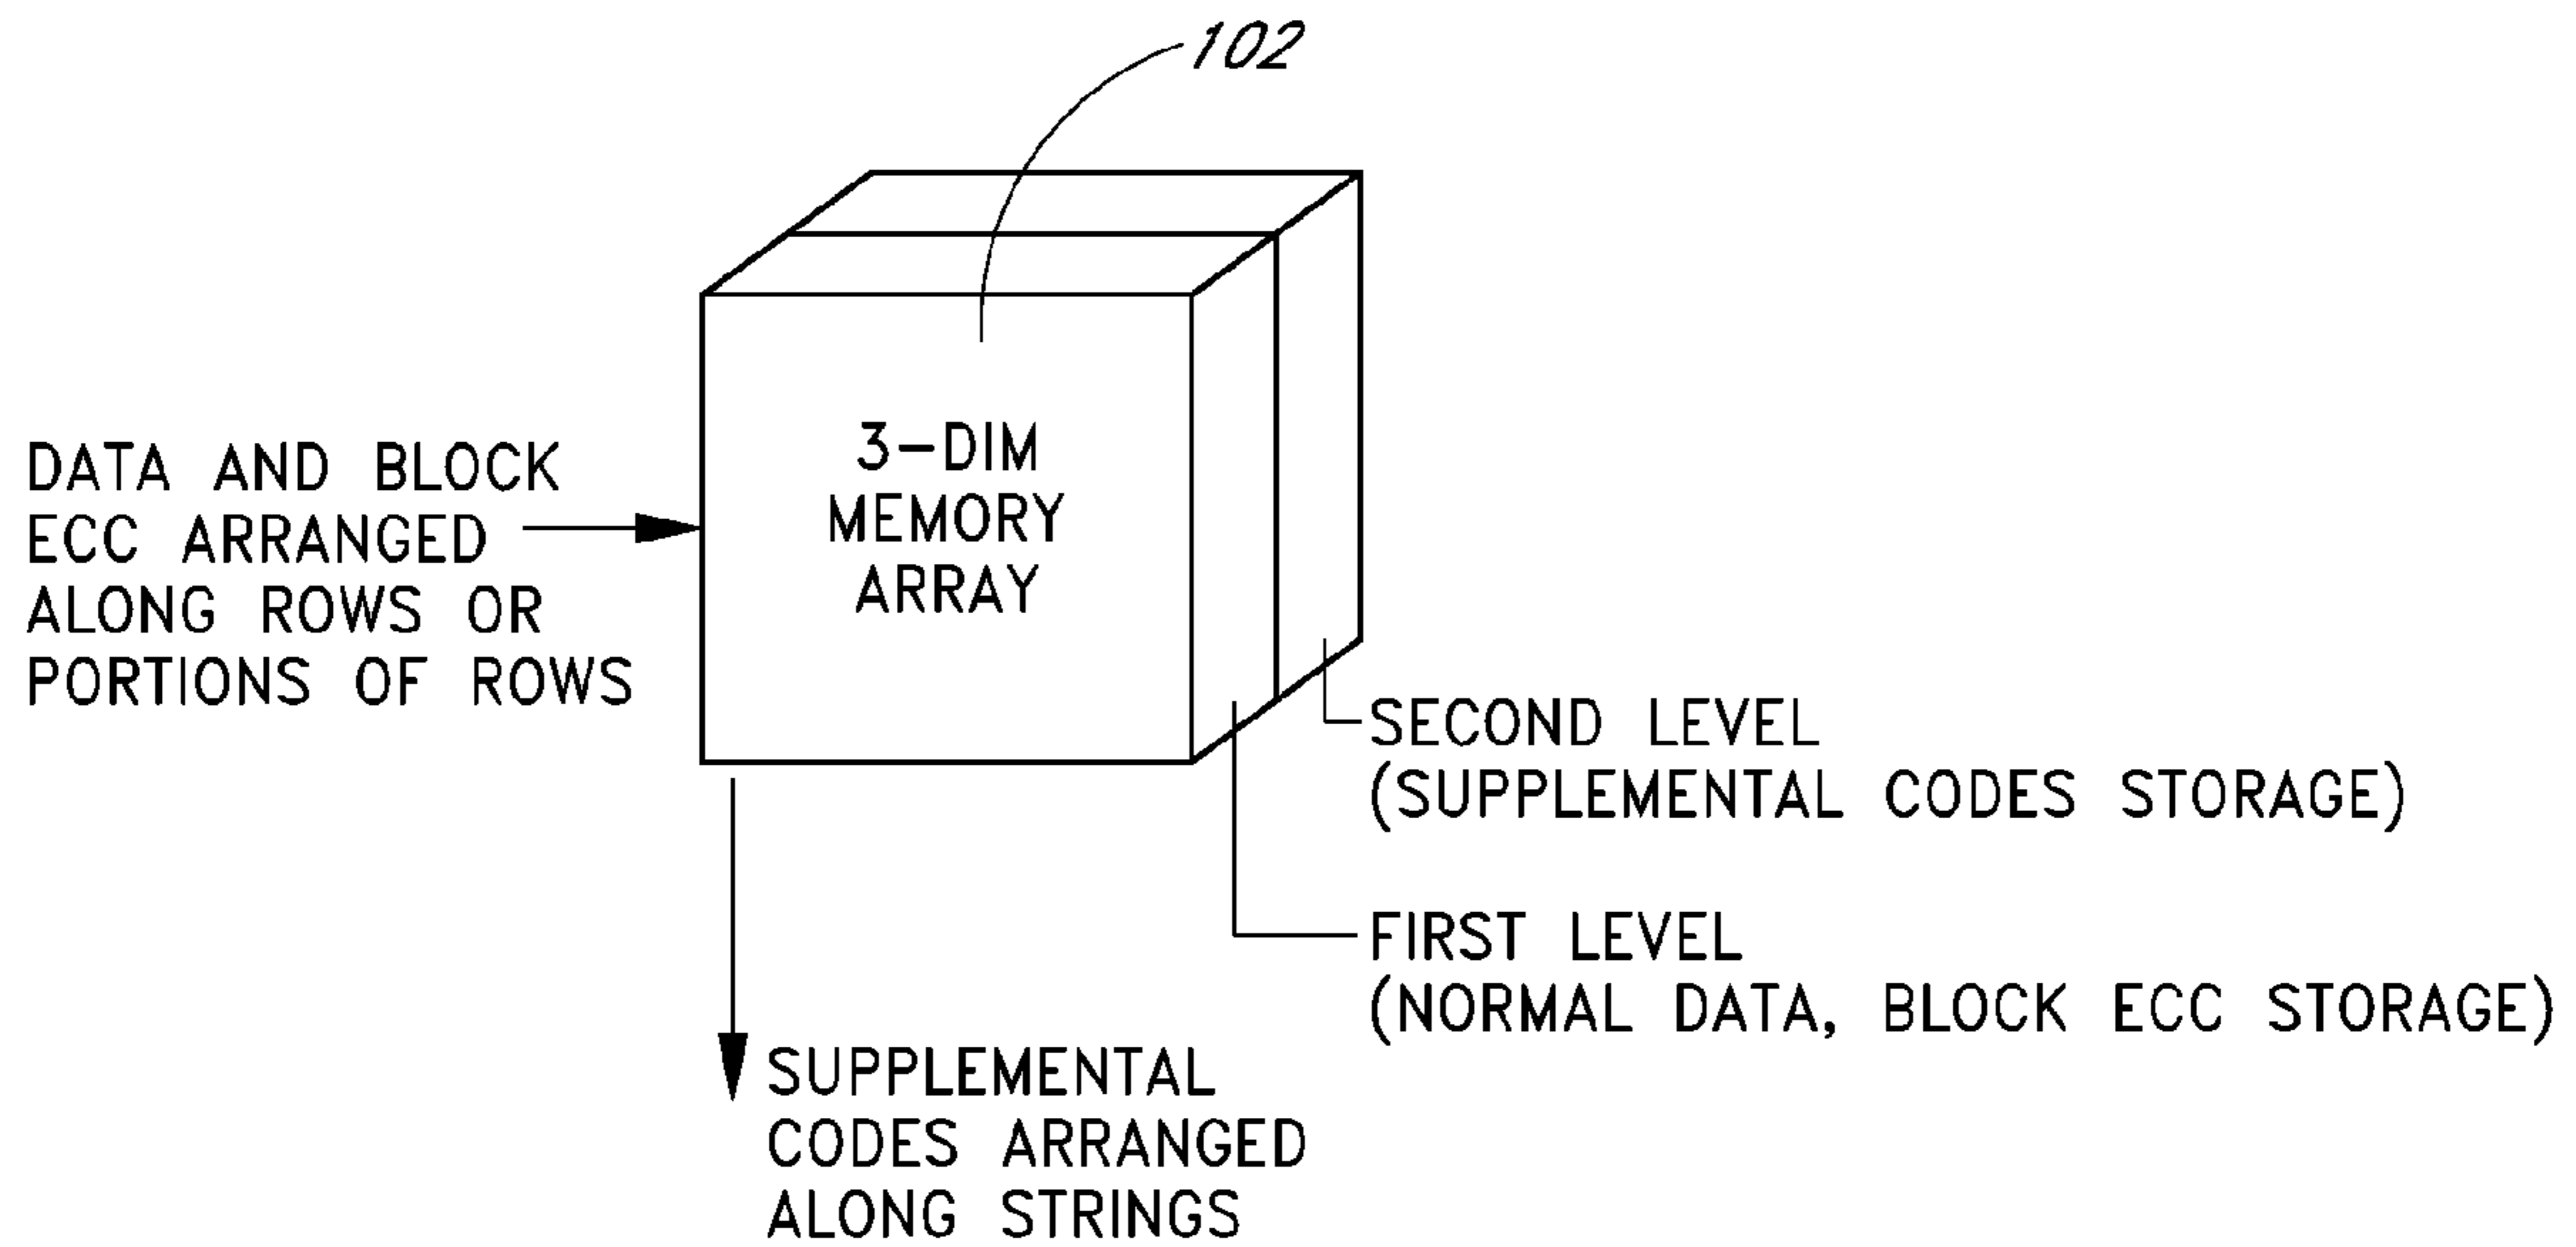 102
3-DIM
MEMORY
ARRAY
DATA AND BLOCK
ECC ARRANGED
ALONG ROWS OR
PORTIONS OF ROWS
SECOND LEVEL
(SUPPLEMENTAL CODES STORAGE)
FIRST LEVEL
(NORMAL DATA, BLOCK ECC STORAGE)
SUPPLEMENTAL
CODES ARRANGED
ALONG STRINGS